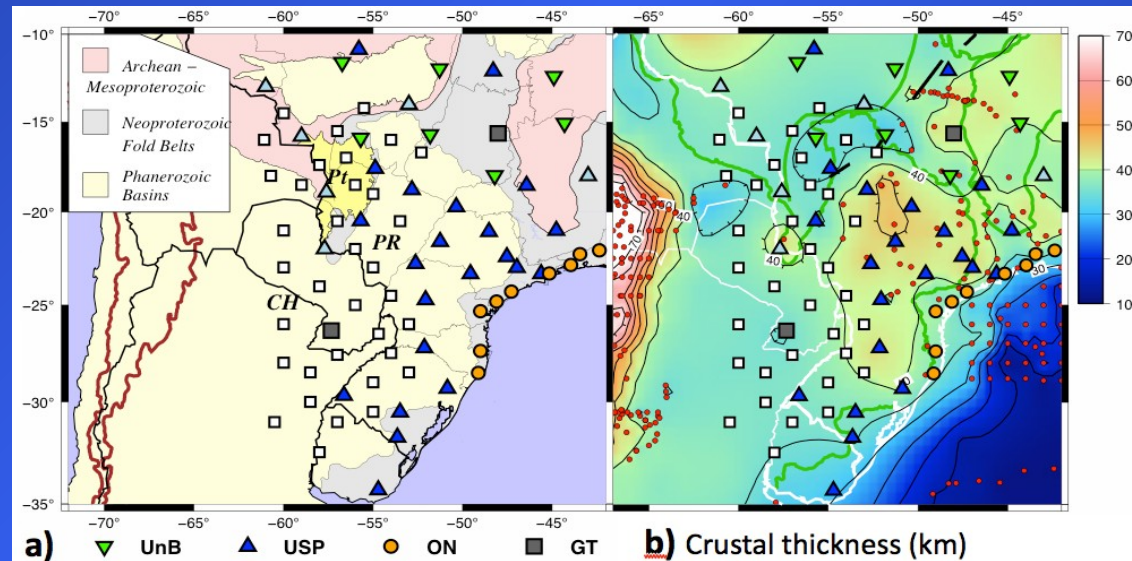 −70° −65° −60° −55° −50° −45°
−70° −65° −60° −55° −50° −45°
−10°
−15°
−20°
−25°
−30°
−35°
Archean –
Mesoproterozoic
Neoproterozoic
Fold Belts
Phanerozoic
Basins
Pt
PR
CH
40
60
40
70
40
40
30
70
60
50
40
30
20
10
−70° −65° −60° −55° −50° −45°
−70° −65° −60° −55° −50° −45°
a) UnB USP ON GT b) Crustal thickness (km)